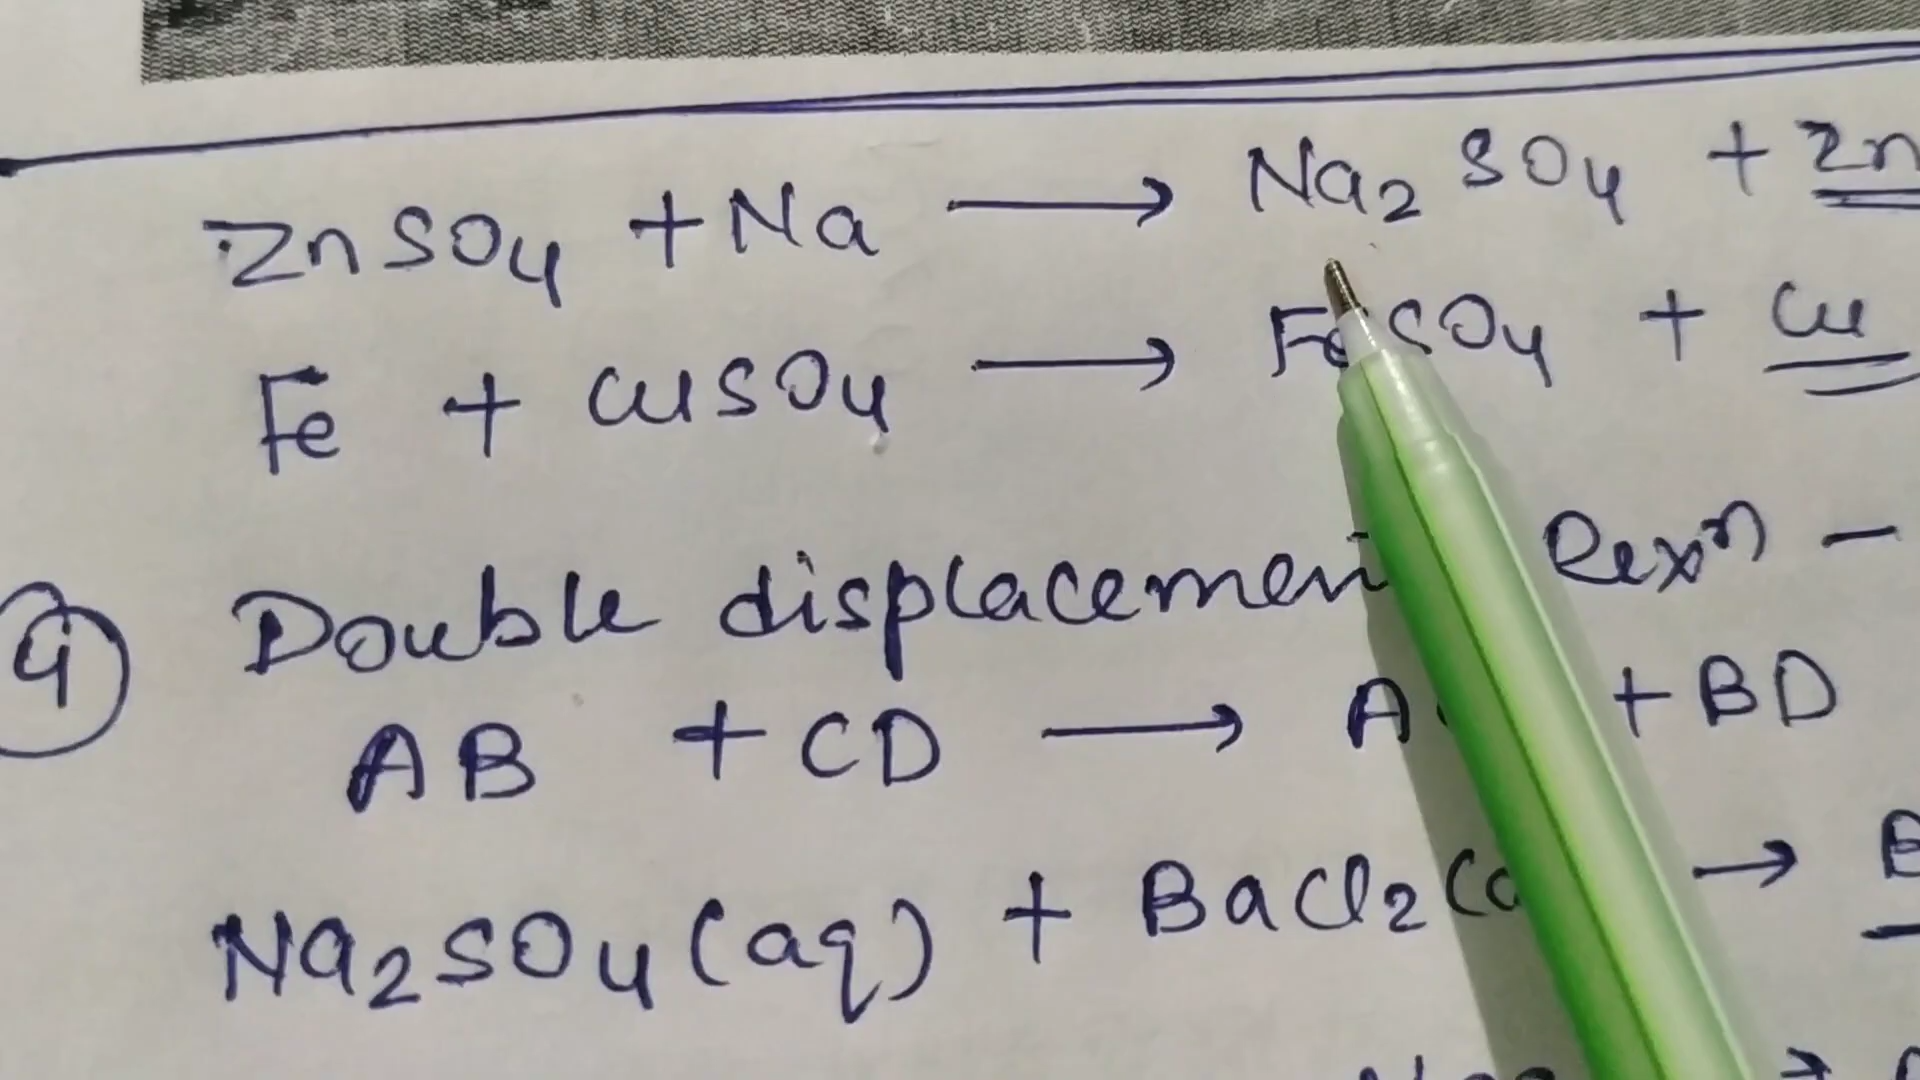 ZnSO4 + Na → Na2SO4 + Zn
Fe + CuSO4 → FeSO4 + Cu
4 Double displacement Rexn -
AB + CD → A + BD
Na2SO4(aq) + BaCl2 →